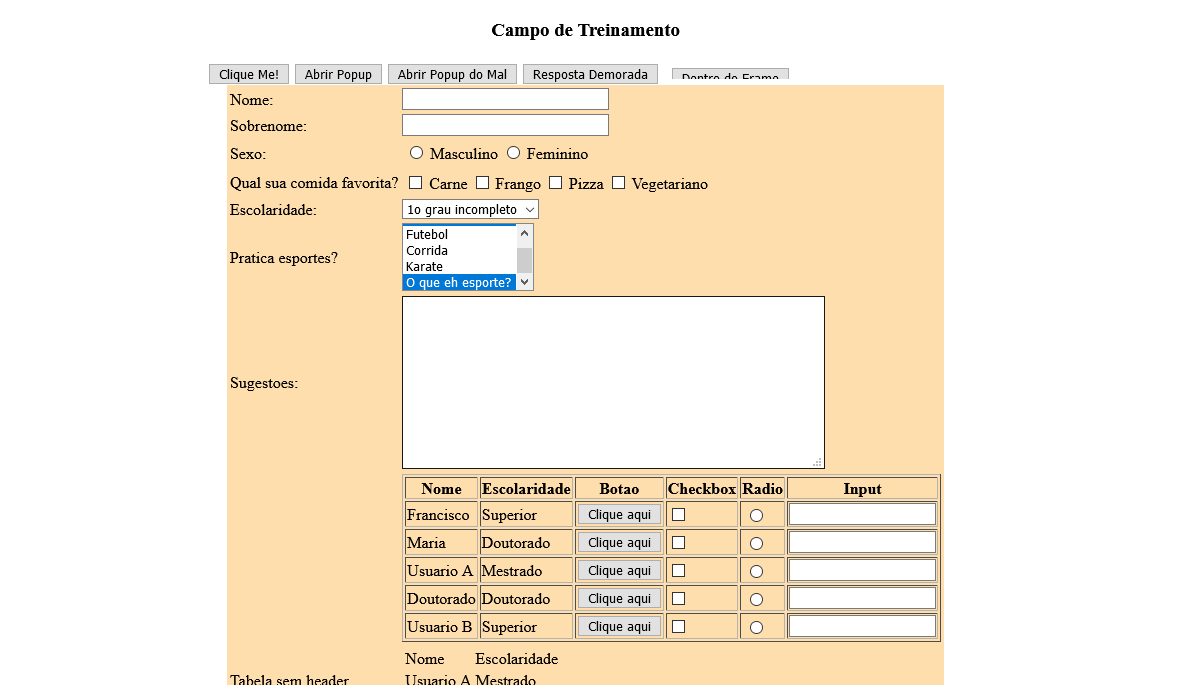 Campo de Treinamento
Clique Me! Abrir Popup Abrir Popup do Mal Resposta Demorada Dentro do Frame
Nome:
Sobrenome:
Sexo: Masculino Feminino
Qual sua comida favorita? Carne Frango Pizza Vegetariano
Escolaridade: 1o grau incompleto
Futebol
Corrida
Pratica esportes?
Karate
O que eh esporte?
Sugestoes:
Nome Escolaridade Botao Checkbox Radio Input
Francisco Superior Clique aqui
Maria Doutorado Clique aqui
Usuario A Mestrado Clique aqui
Doutorado Doutorado Clique aqui
Usuario B Superior Clique aqui
Nome Escolaridade
Tabela sem header Usuario A Mestrado